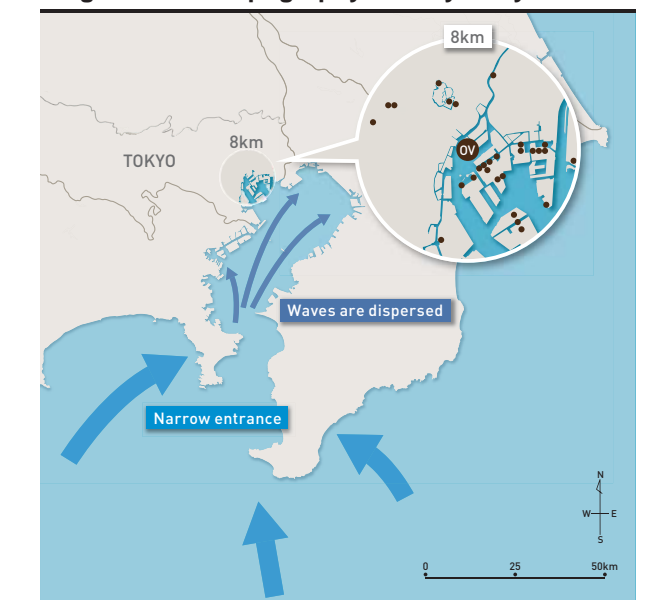 8km
8km
TOKYO
OV
Waves are dispersed
Narrow entrance
N
W E
S
0 25 50km